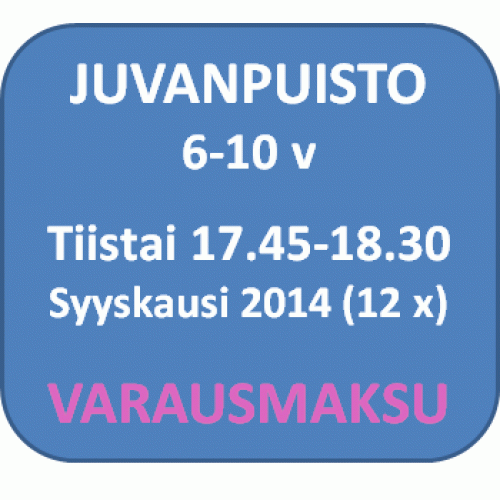 JUVANPUISTO
6-10 v
Tiistai 17.45-18.30
Syyskausi 2014 (12 x)
VARAUSMAKSU